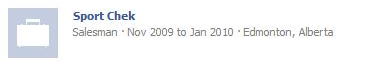 Sport Chek
Salesman · Nov 2009 to Jan 2010 · Edmonton, Alberta